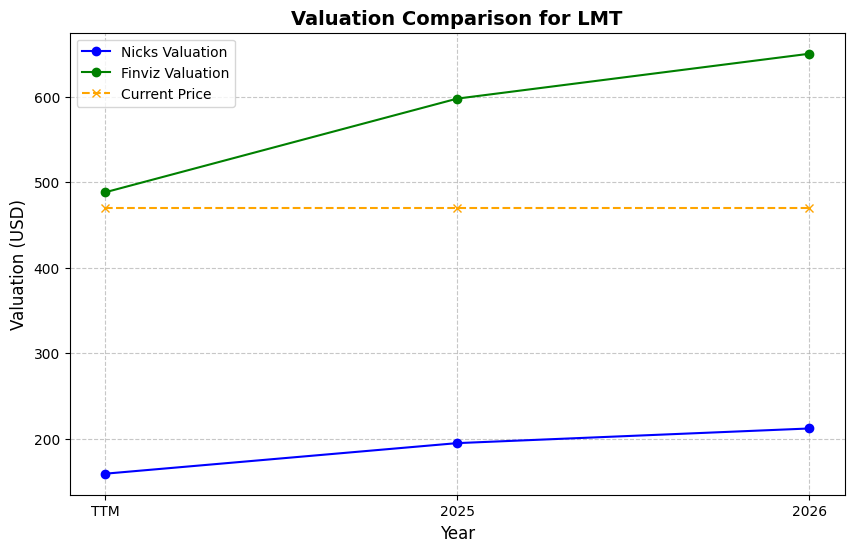 Valuation Comparison for LMT
Nicks Valuation
Finviz Valuation
Current Price
Valuation (USD)
600
500
400
300
200
TTM
2025
2026
Year